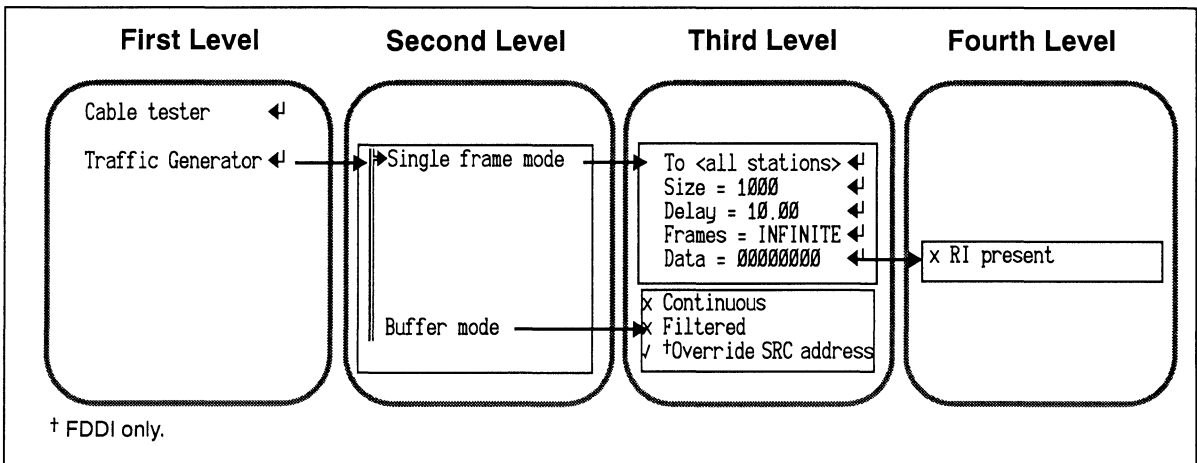 First Level
Second Level
Third Level
Fourth Level
Cable tester ↵
Traffic Generator ↵
Single frame mode
Buffer mode
To <all stations> ↵
Size = 1000 ↵
Delay = 10.00 ↵
Frames = INFINITE ↵
Data = 00000000 ↵
x Continuous
x Filtered
√ †Override SRC address
x RI present
† FDDI only.